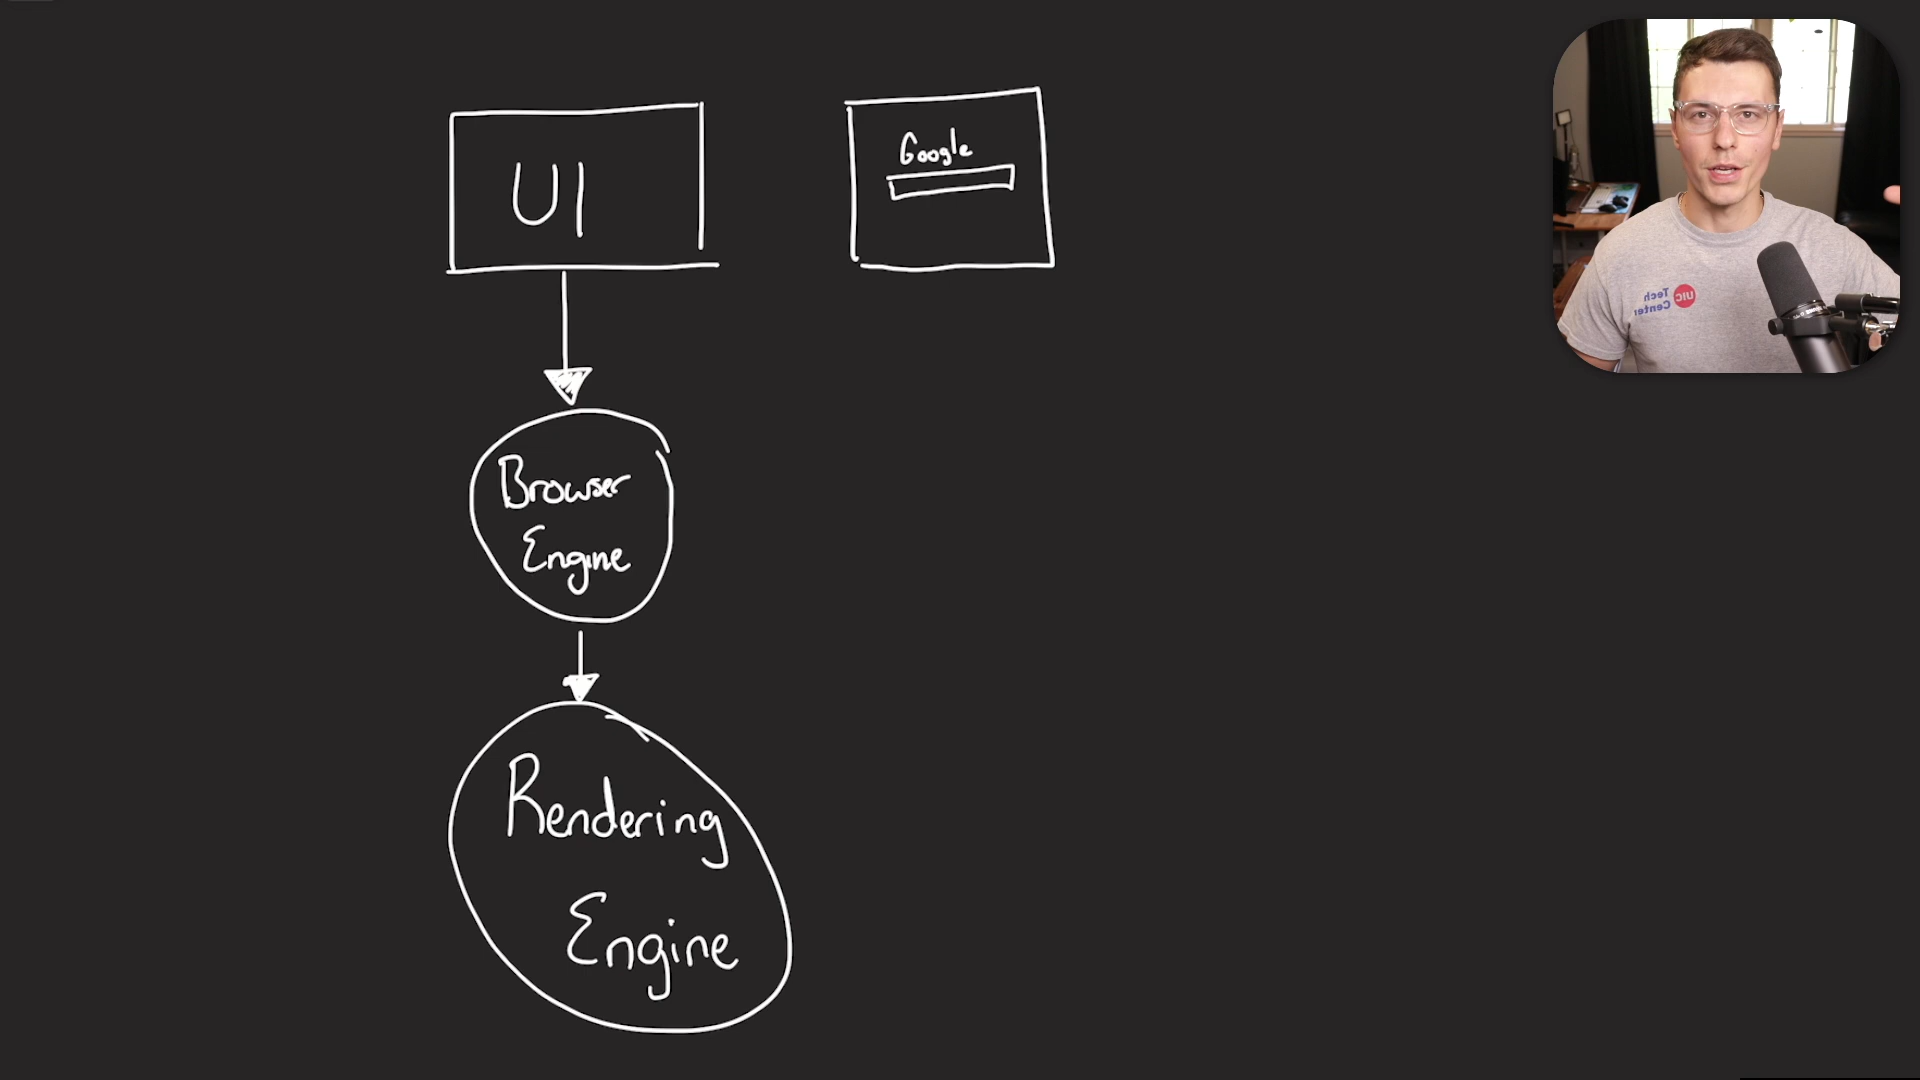 UI
Google
Browser
Engine
Rendering
Engine
Tech
Center
UIC